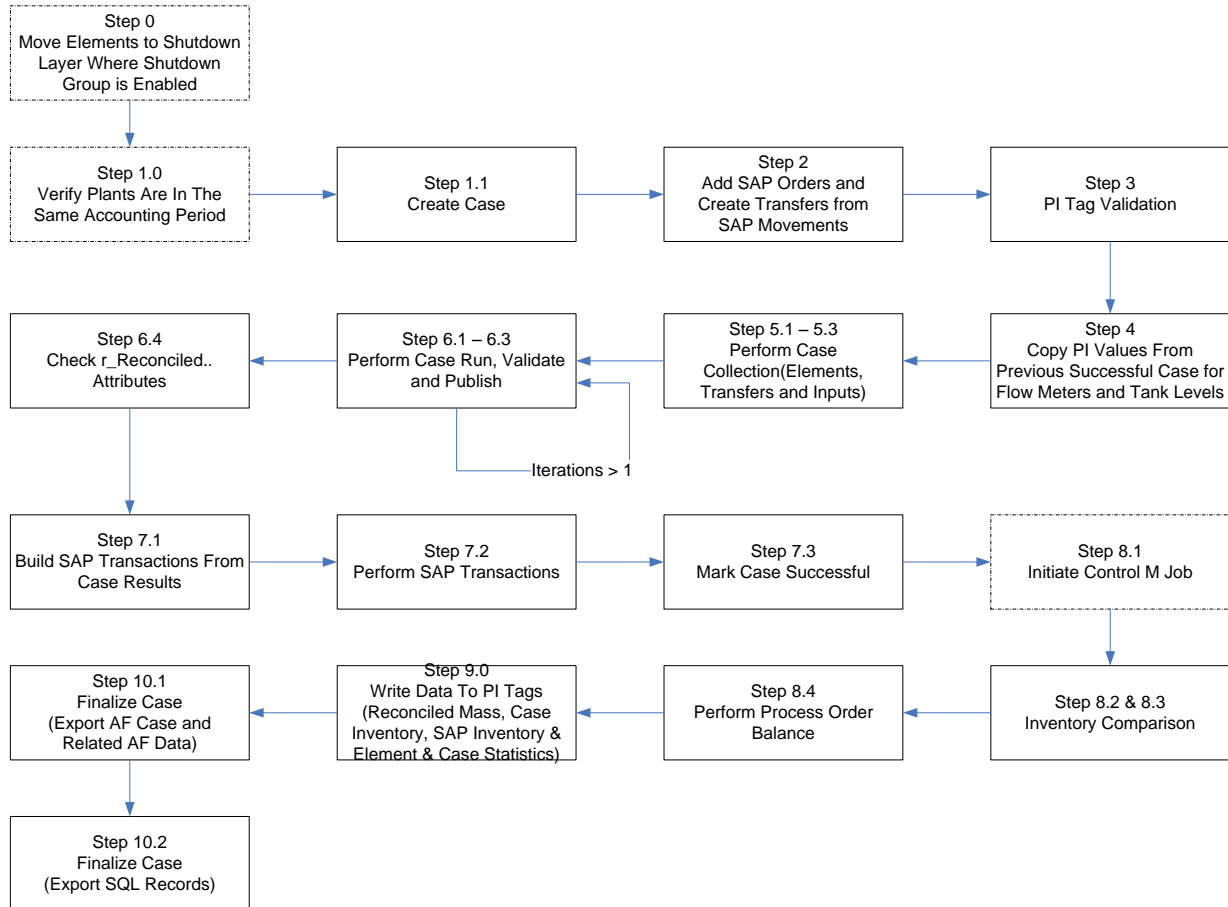 Step 0
Move Elements to Shutdown
Layer Where Shutdown
Group is Enabled
Step 1.0
Verify Plants Are In The
Same Accounting Period
Step 1.1
Create Case
Step 2
Add SAP Orders and
Create Transfers from
SAP Movements
Step 3
PI Tag Validation
Step 4
Copy PI Values From
Previous Successful Case for
Flow Meters and Tank Levels
Step 5.1 – 5.3
Perform Case
Collection(Elements,
Transfers and Inputs)
Step 6.1 – 6.3
Perform Case Run, Validate
and Publish
Iterations > 1
Step 6.4
Check r_Reconciled..
Attributes
Step 7.1
Build SAP Transactions From
Case Results
Step 7.2
Perform SAP Transactions
Step 7.3
Mark Case Successful
Step 8.1
Initiate Control M Job
Step 8.2 & 8.3
Inventory Comparison
Step 8.4
Perform Process Order
Balance
Step 9.0
Write Data To PI Tags
(Reconciled Mass, Case
Inventory, SAP Inventory &
Element & Case Statistics)
Step 10.1
Finalize Case
(Export AF Case and
Related AF Data)
Step 10.2
Finalize Case
(Export SQL Records)